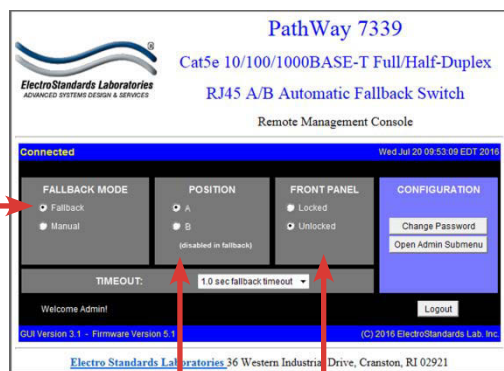 PathWay 7339
Cat5e 10/100/1000BASE-T Full/Half-Duplex
RJ45 A/B Automatic Fallback Switch
Remote Management Console
®
ElectroStandards Laboratories
ADVANCED SYSTEMS DESIGN & SERVICES
Connected
Wed Jul 20 09:53:09 EDT 2016
FALLBACK MODE
Fallback
Manual
POSITION
A
B
(disabled in fallback)
FRONT PANEL
Locked
Unlocked
CONFIGURATION
Change Password
Open Admin Submenu
TIMEOUT:
1.0 sec fallback timeout
Welcome Admin!
Logout
GUI Version 3.1 - Firmware Version 5.1
(C) 2016 ElectroStandards Lab. Inc.
Electro Standards Laboratories 36 Western Industrial Drive, Cranston, RI 02921